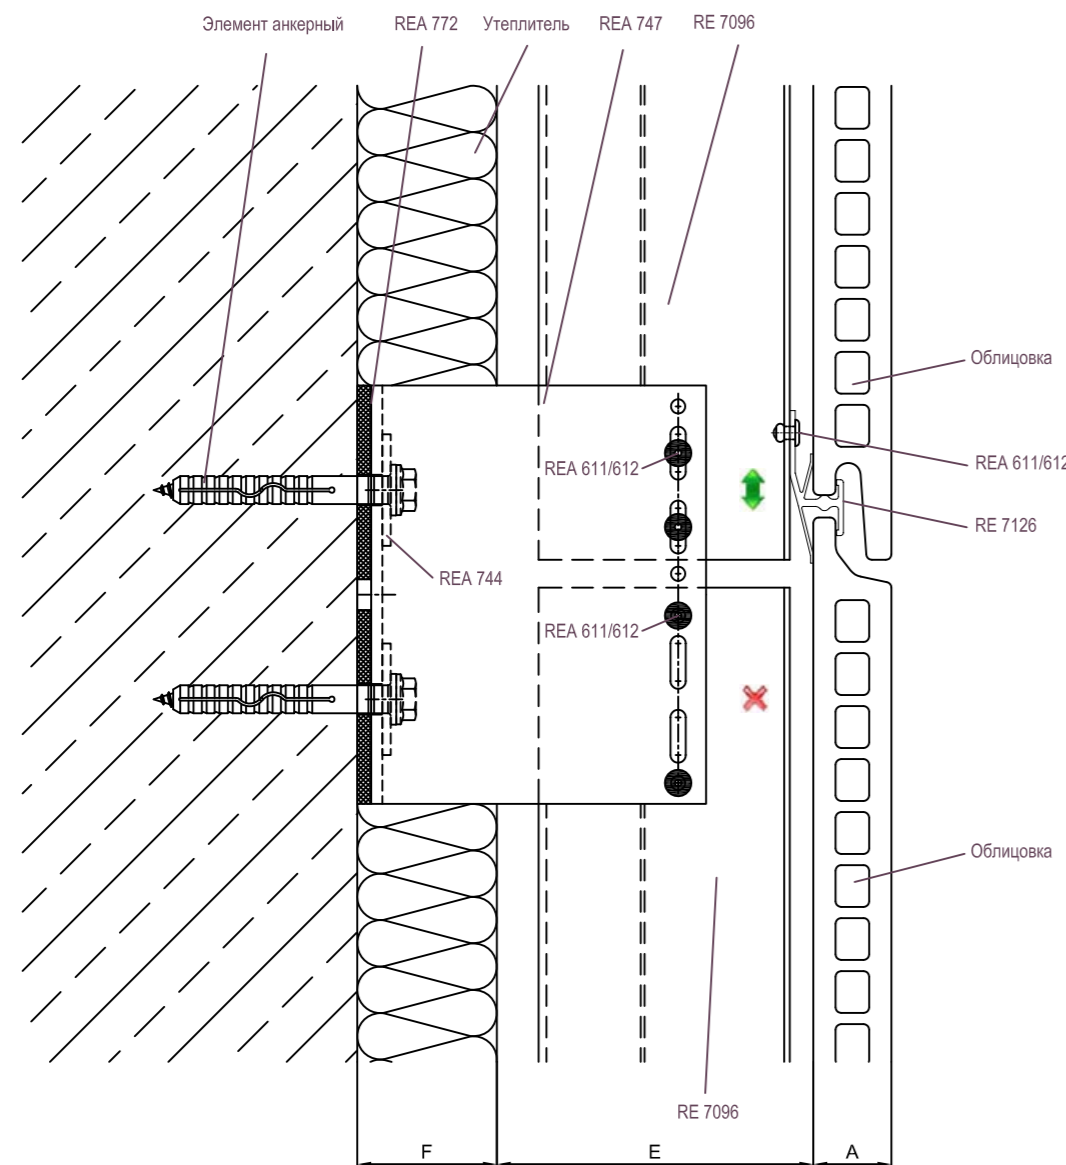 Элемент анкерный
REA 772
Утеплитель
REA 747
RE 7096
Облицовка
REA 611/612
REA 611/612
RE 7126
REA 744
REA 611/612
Облицовка
RE 7096
F
E
A